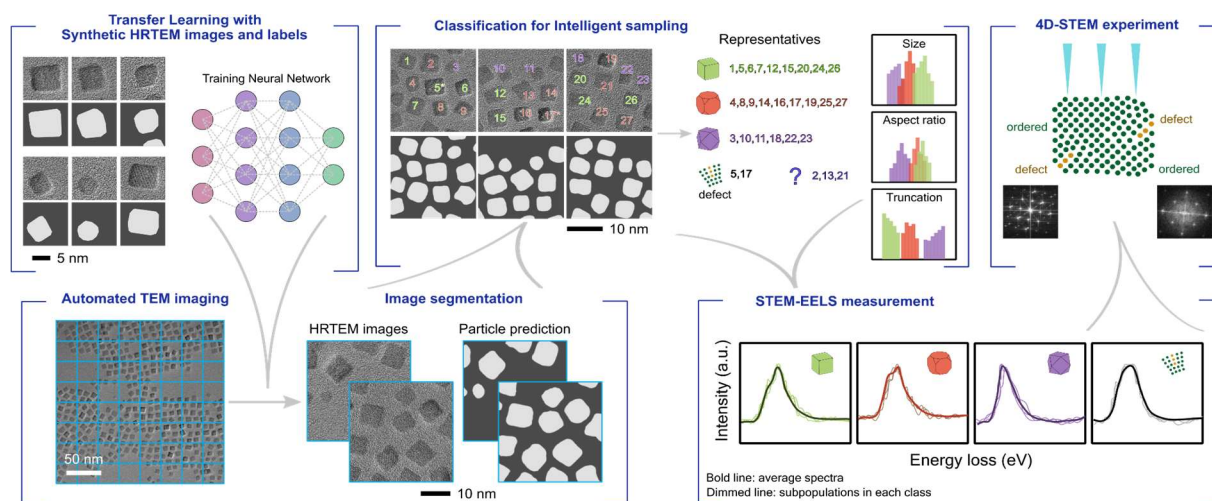 Transfer Learning with
Synthetic HRTEM images and labels
Training Neural Network
5 nm
Classification for Intelligent sampling
1 2 3
4 5 6
7 8 9
10 11
12 13 14
15 16 17
18 19 22 23
20 21
24 26
25 27
10 nm
Representatives
1,5,6,7,12,15,20,24,26
4,8,9,14,16,17,19,25,27
3,10,11,18,22,23
5,17
defect
? 2,13,21
Size
Aspect ratio
Truncation
4D-STEM experiment
ordered
defect
defect
ordered
Automated TEM imaging
50 nm
Image segmentation
HRTEM images
Particle prediction
10 nm
STEM-EELS measurement
Intensity (a.u.)
Energy loss (eV)
Bold line: average spectra
Dimmed line: subpopulations in each class